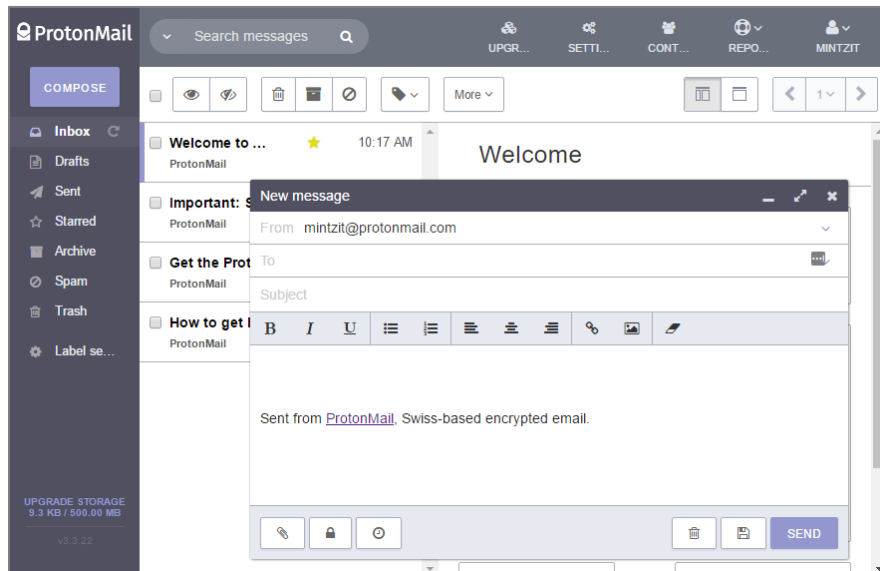 ProtonMail
Search messages
UPGR...
SETTI...
CONT...
REPO...
MINTZIT
COMPOSE
More
1
Inbox
Drafts
Sent
Starred
Archive
Spam
Trash
Label se...
UPGRADE STORAGE
9.3 KB / 500.00 MB
v3.3.22
Welcome to ... 10:17 AM
ProtonMail
Important: S
ProtonMail
Get the Prot
ProtonMail
How to get
ProtonMail
Welcome
New message
From mintzit@protonmail.com
To
Subject
B I U
Sent from ProtonMail, Swiss-based encrypted email.
SEND